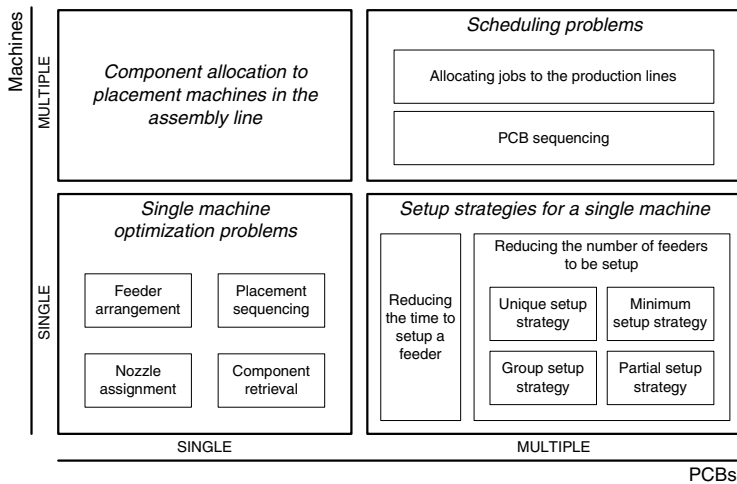 Machines
MULTIPLE
SINGLE
Component allocation to
placement machines in the
assembly line
Scheduling problems
Allocating jobs to the production lines
PCB sequencing
Single machine
optimization problems
Feeder
arrangement
Placement
sequencing
Nozzle
assignment
Component
retrieval
Setup strategies for a single machine
Reducing
the time to
setup a
feeder
Reducing the number of feeders
to be setup
Unique setup
strategy
Minimum
setup strategy
Group setup
strategy
Partial setup
strategy
SINGLE
MULTIPLE
PCBs